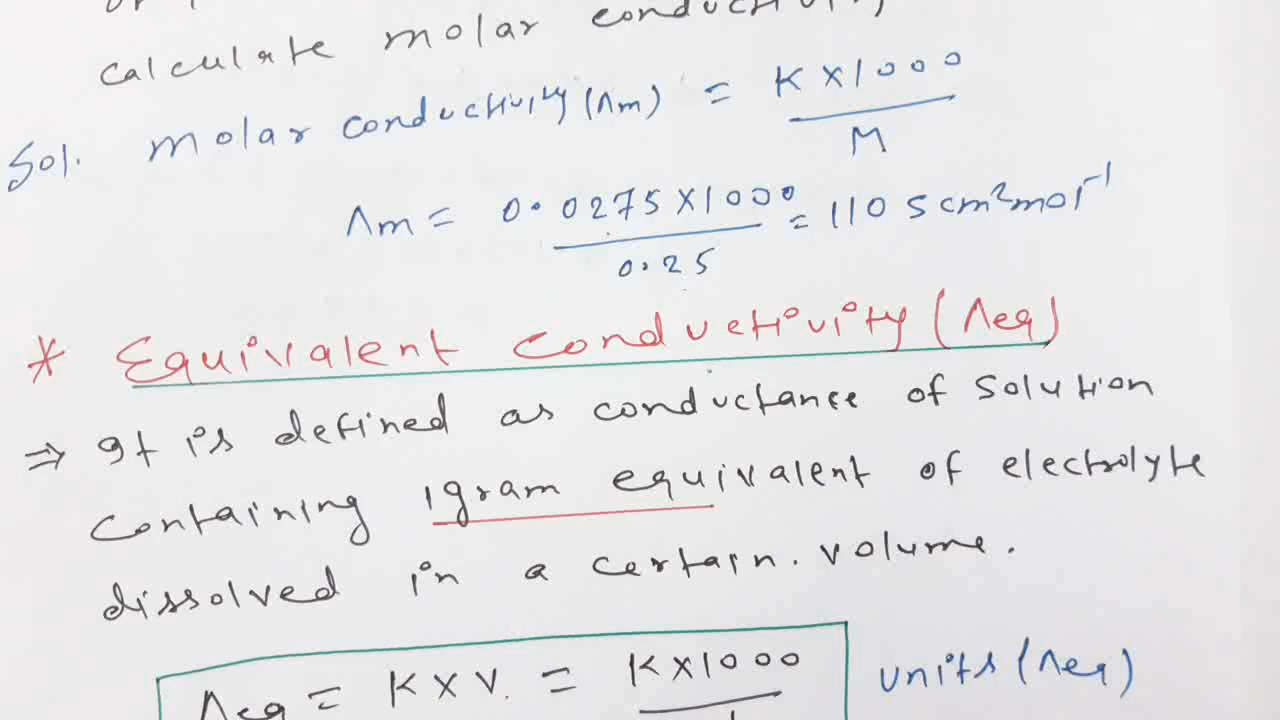 calculate molar conductivity
Sol. molar conductivity (Λm) = K X 1000
M
Λm = 0.0275 X 1000 = 110 S cm² mol⁻¹
0.25
* Equivalent Conductivity (Λeq)
⇒ It is defined as conductance of solution
containing 1gram equivalent of electrolyte
dissolved in a certain. volume.
Λeq = K X V. = K X 1000
units (Λeq)